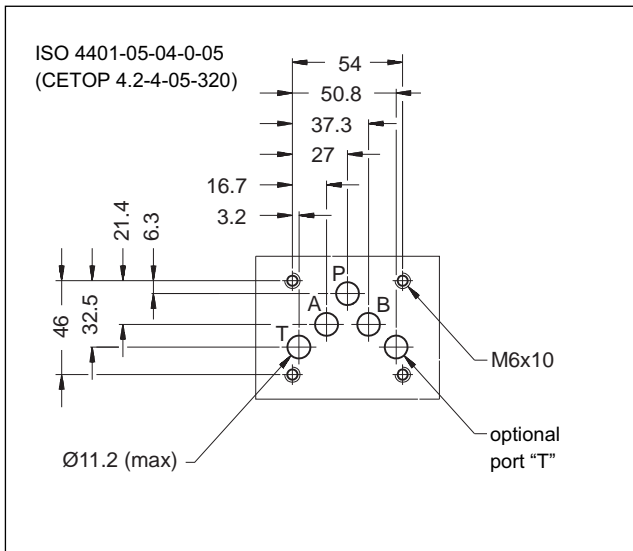 ISO 4401-05-04-0-05
(CETOP 4.2-4-05-320)
54
50.8
37.3
27
16.7
3.2
21.4
6.3
46
32.5
P
A
B
T
M6x10
Ø11.2 (max)
optional
port “T”